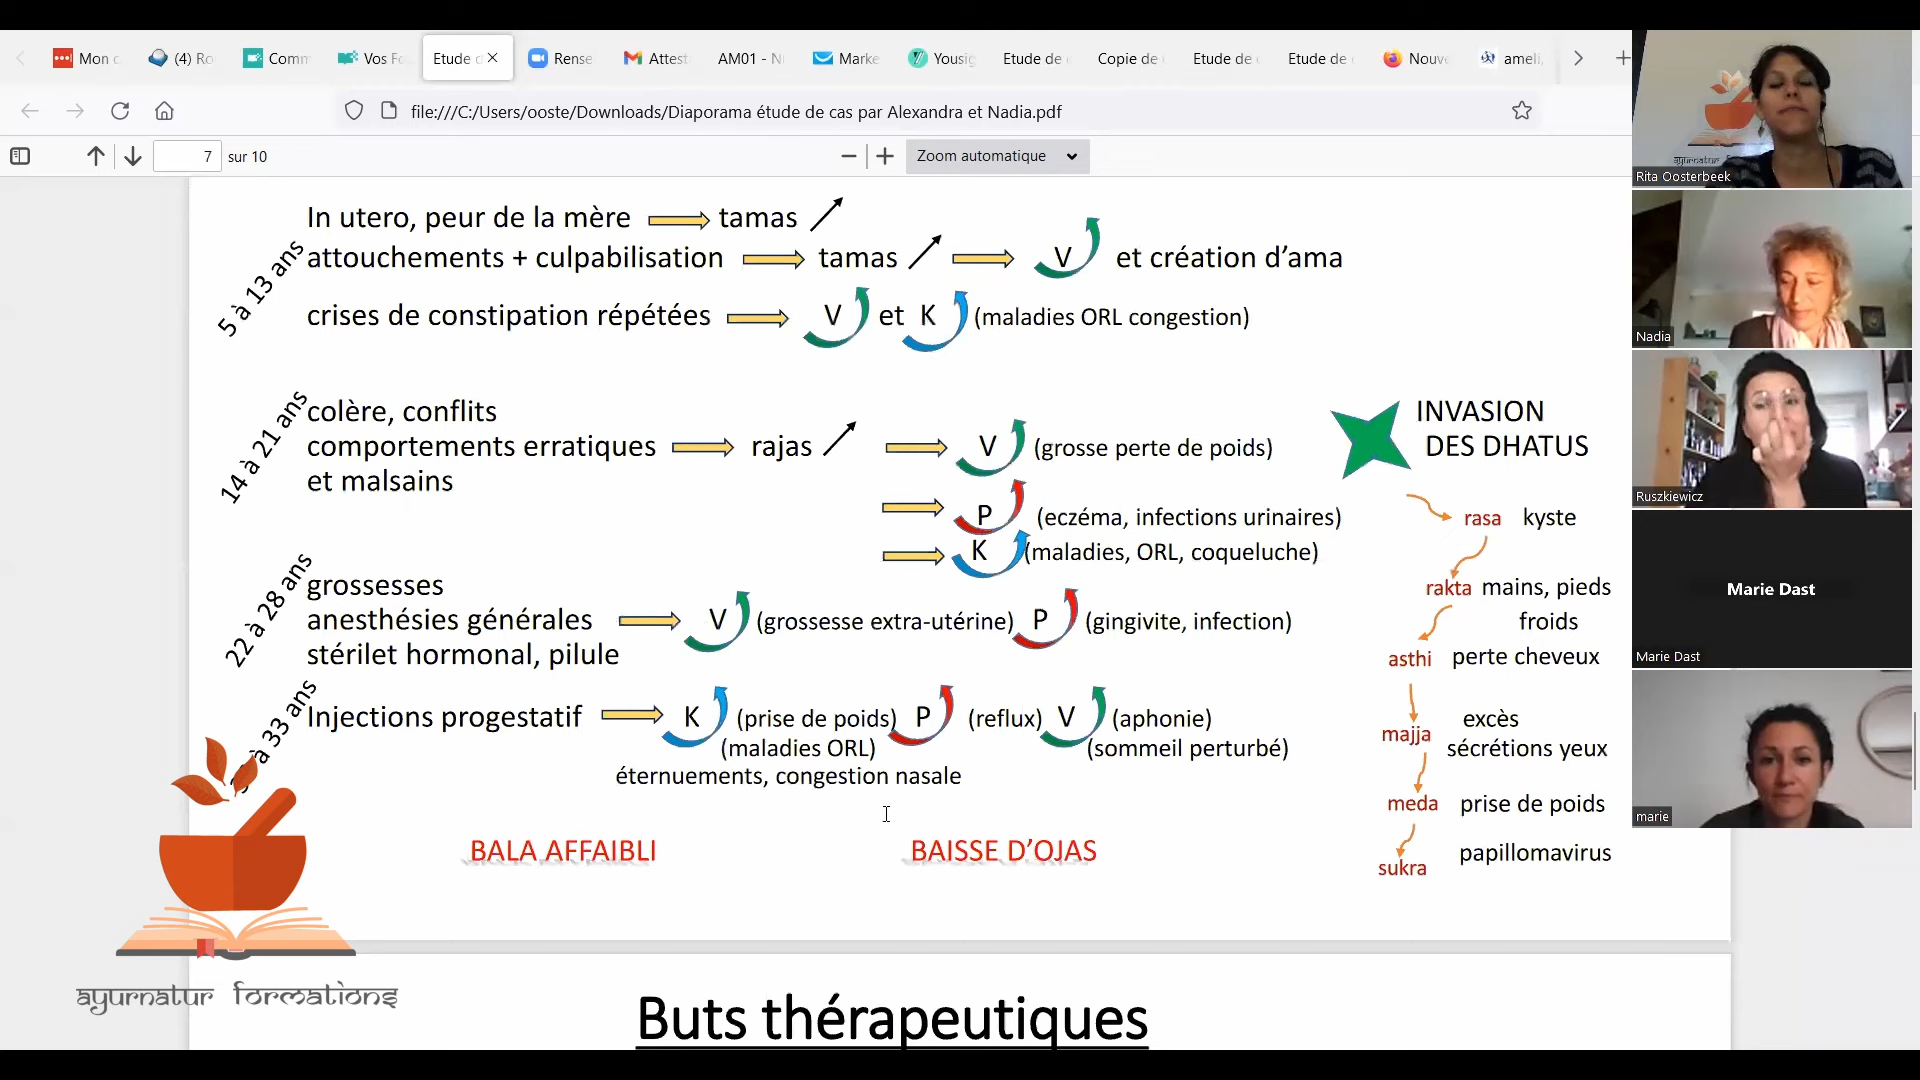 Mon c
(4) Ro
Comm
Vos Fo
Etude d
Rense
Attest
AM01 - N
Marke
Yousig
Etude de
Copie de
Etude de
Etude de
Nouve
ameli,
file:///C:/Users/ooste/Downloads/Diaporama étude de cas par Alexandra et Nadia.pdf
7 sur 10
Zoom automatique
5 à 13 ans
In utero, peur de la mère tamas
attouchements + culpabilisation tamas V et création d'ama
crises de constipation répétées V et K (maladies ORL congestion)
14 à 21 ans
colère, conflits
comportements erratiques rajas V (grosse perte de poids)
et malsains
P (eczéma, infections urinaires)
K (maladies, ORL, coqueluche)
22 à 28 ans
grossesses
anesthésies générales V (grossesse extra-utérine) P (gingivite, infection)
stérilet hormonal, pilule
à 33 ans
Injections progestatif K (prise de poids) P (reflux) V (aphonie)
(maladies ORL) (sommeil perturbé)
éternuements, congestion nasale
BALA AFFAIBLI BAISSE D'OJAS
INVASION
DES DHATUS
rasa kyste
rakta mains, pieds
froids
asthi perte cheveux
majja excès
sécrétions yeux
meda prise de poids
sukra papillomavirus
ayurnatur formations
Buts thérapeutiques
ayurnatur
Rita Oosterbeek
Nadia
Ruszkiewicz
Marie Dast
Marie Dast
marie